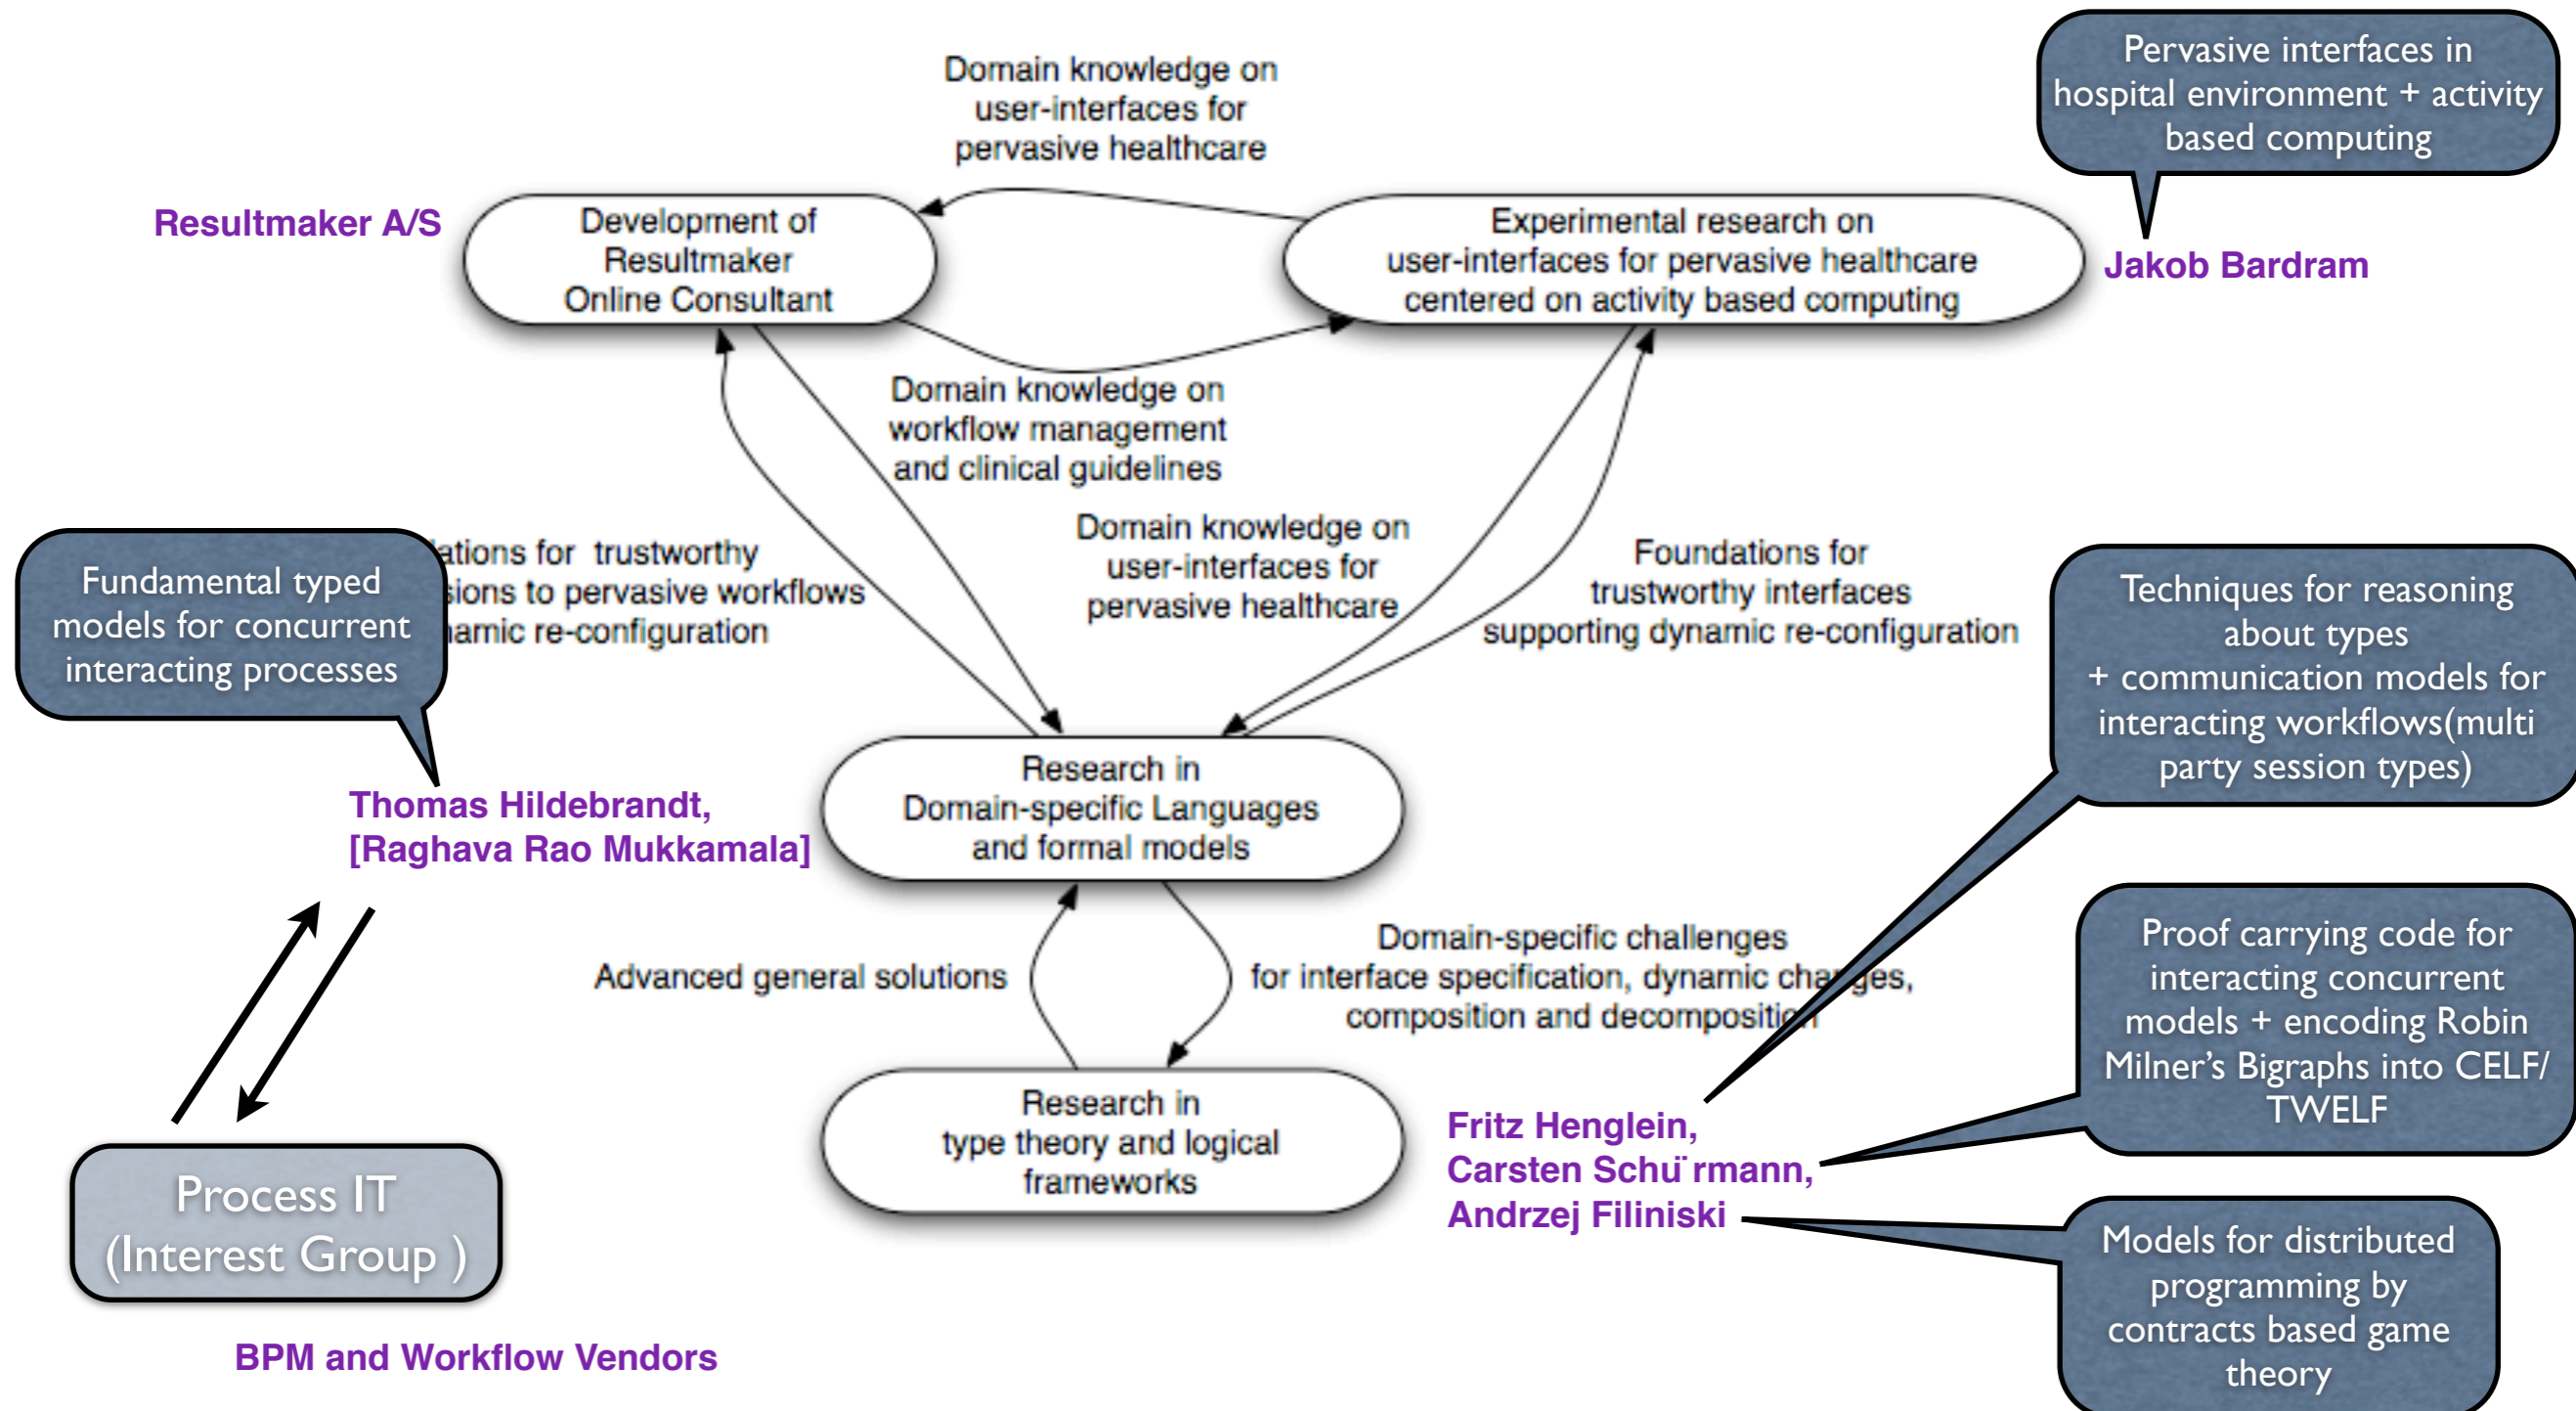 Domain knowledge on
user-interfaces for
pervasive healthcare
Pervasive interfaces in
hospital environment + activity
based computing
Resultmaker A/S
Development of
Resultmaker
Online Consultant
Experimental research on
user-interfaces for pervasive healthcare
centered on activity based computing
Jakob Bardram
Domain knowledge on
workflow management
and clinical guidelines
Fundamental typed
models for concurrent
interacting processes
for trustworthy
to pervasive workflows
re-configuration
Domain knowledge on
user-interfaces for
pervasive healthcare
Foundations for
trustworthy interfaces
supporting dynamic re-configuration
Techniques for reasoning
about types
+ communication models for
interacting workflows(multi
party session types)
Thomas Hildebrandt,
[Raghava Rao Mukkamala]
Research in
Domain-specific Languages
and formal models
Advanced general solutions
Domain-specific challenges
for interface specification, dynamic changes,
composition and decomposition
Proof carrying code for
interacting concurrent
models + encoding Robin
Milner's Bigraphs into CELF/
TWELF
Research in
type theory and logical
frameworks
Fritz Henglein,
Carsten Schürmann,
Andrzej Filiniski
Process IT
(Interest Group )
Models for distributed
programming by
contracts based game
theory
BPM and Workflow Vendors